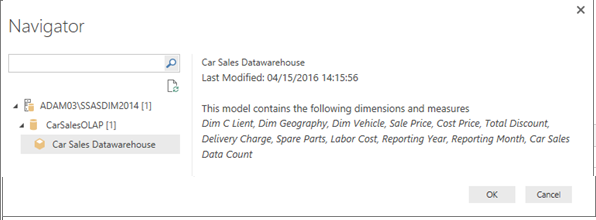 Navigator
Car Sales Datawarehouse
Last Modified: 04/15/2016 14:15:56
ADAM03\SSASDIM2014 [1]
CarSalesOLAP [1]
Car Sales Datawarehouse
This model contains the following dimensions and measures
Dim C Lient, Dim Geography, Dim Vehicle, Sale Price, Cost Price, Total Discount,
Delivery Charge, Spare Parts, Labor Cost, Reporting Year, Reporting Month, Car Sales
Data Count
OK
Cancel